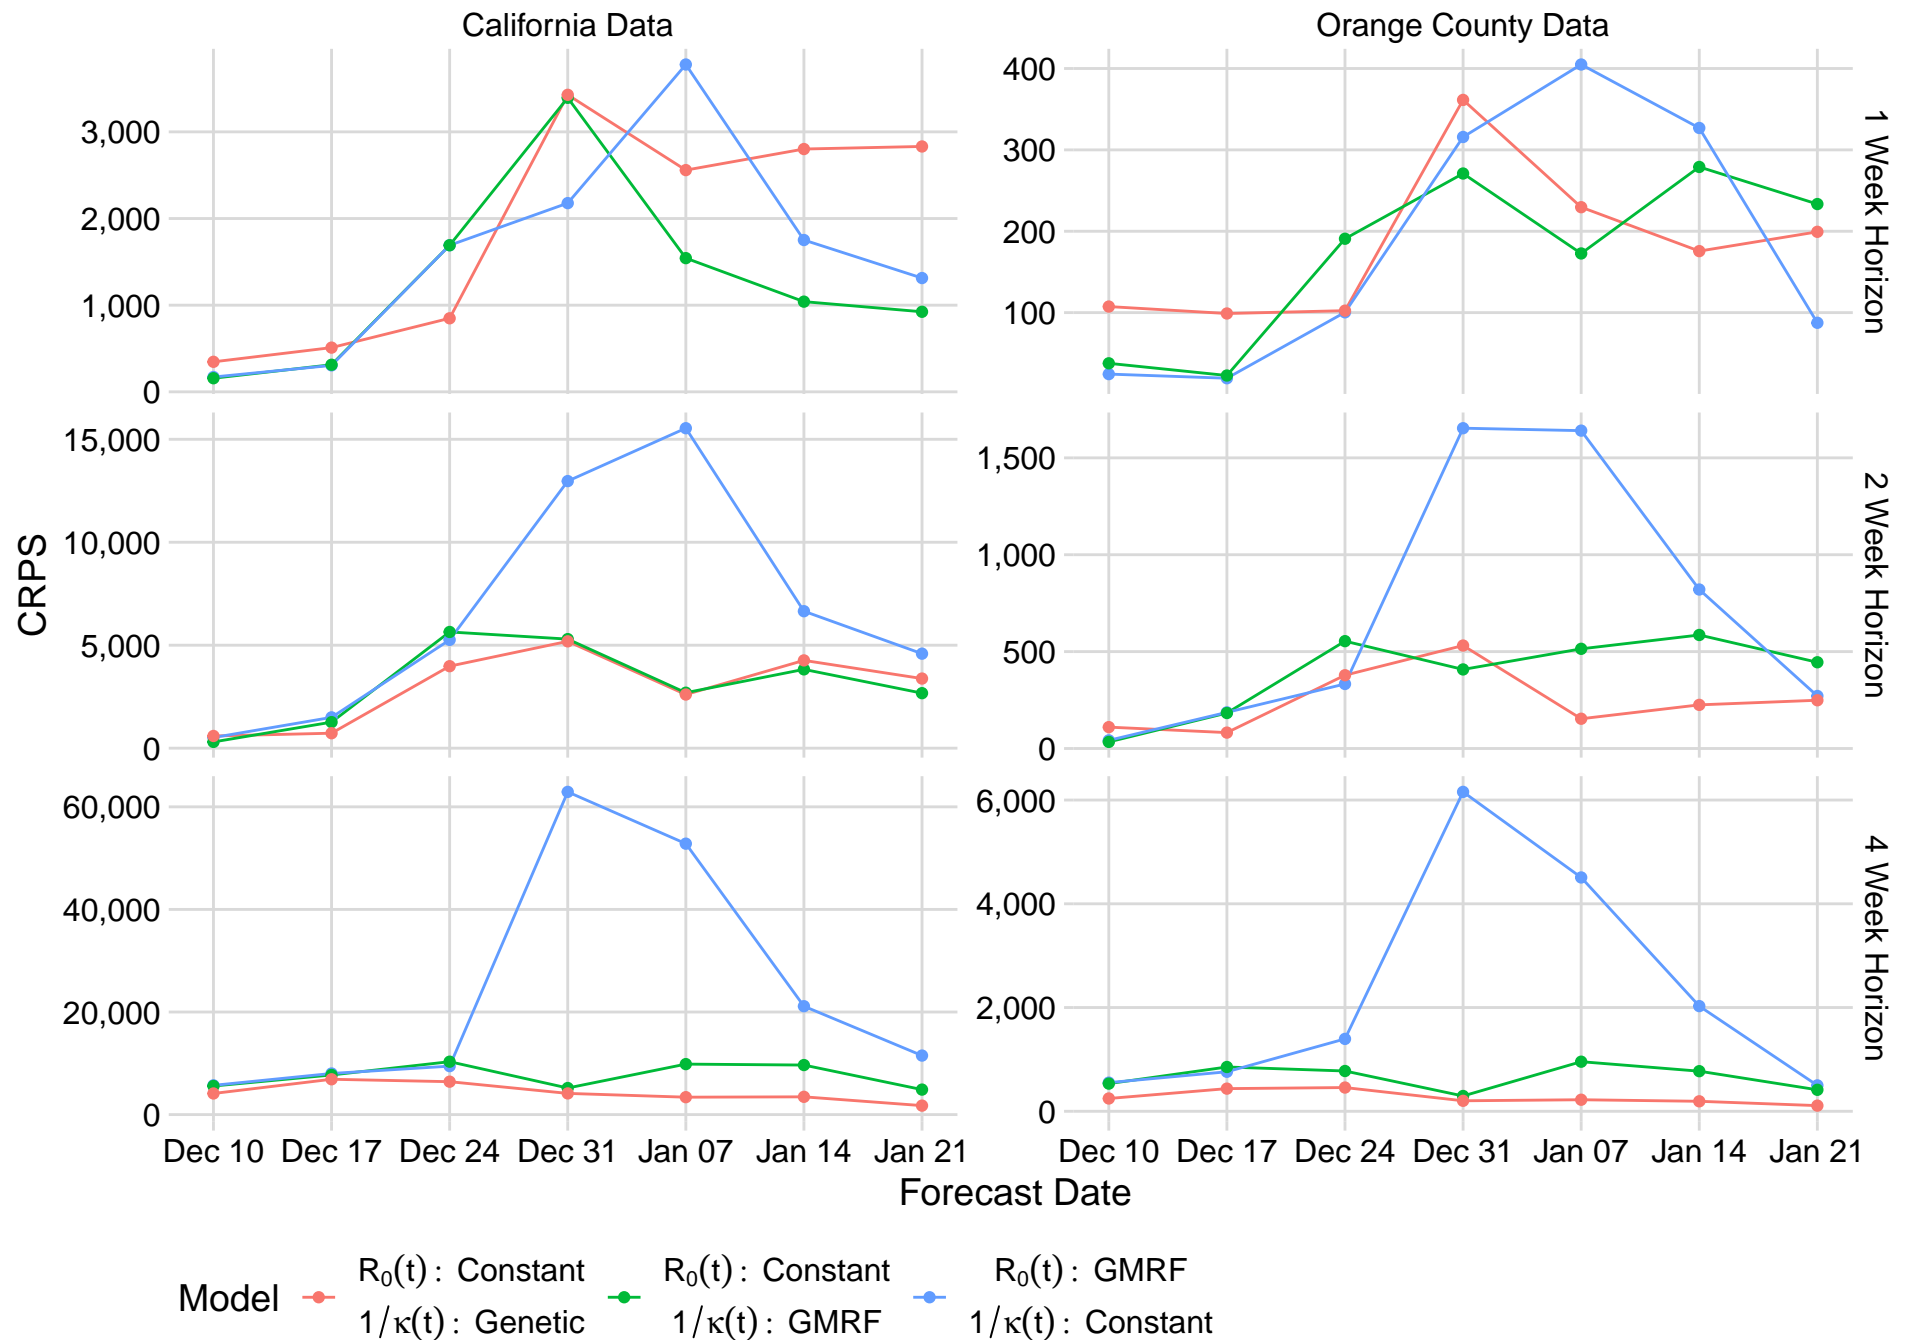 California Data
Orange County Data
3,000
2,000
1,000
0
400
300
200
100
1 Week Horizon
CRPS
15,000
10,000
5,000
0
1,500
1,000
500
0
2 Week Horizon
60,000
40,000
20,000
0
6,000
4,000
2,000
0
4 Week Horizon
Dec 10 Dec 17 Dec 24 Dec 31 Jan 07 Jan 14 Jan 21
Dec 10 Dec 17 Dec 24 Dec 31 Jan 07 Jan 14 Jan 21
Forecast Date
Model
R₀(t) : Constant
1/κ(t) : Genetic
R₀(t) : Constant
1/κ(t) : GMRF
R₀(t) : GMRF
1/κ(t) : Constant